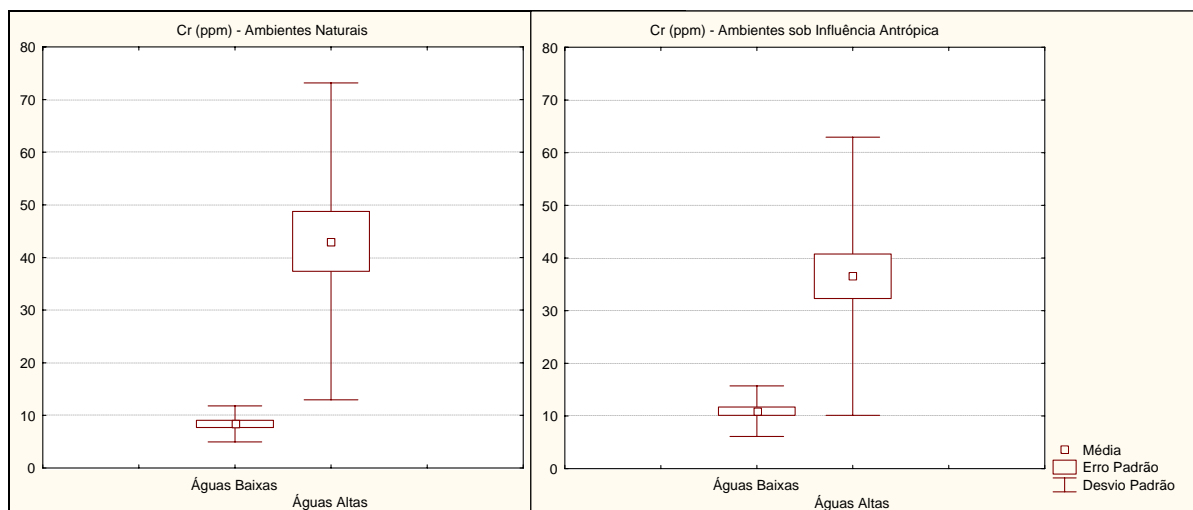 Cr (ppm) - Ambientes Naturais
80
70
60
50
40
30
20
10
0
Águas Baixas
Águas Altas
Cr (ppm) - Ambientes sob Influência Antrópica
80
70
60
50
40
30
20
10
0
Águas Baixas
Águas Altas
Média
Erro Padrão
Desvio Padrão